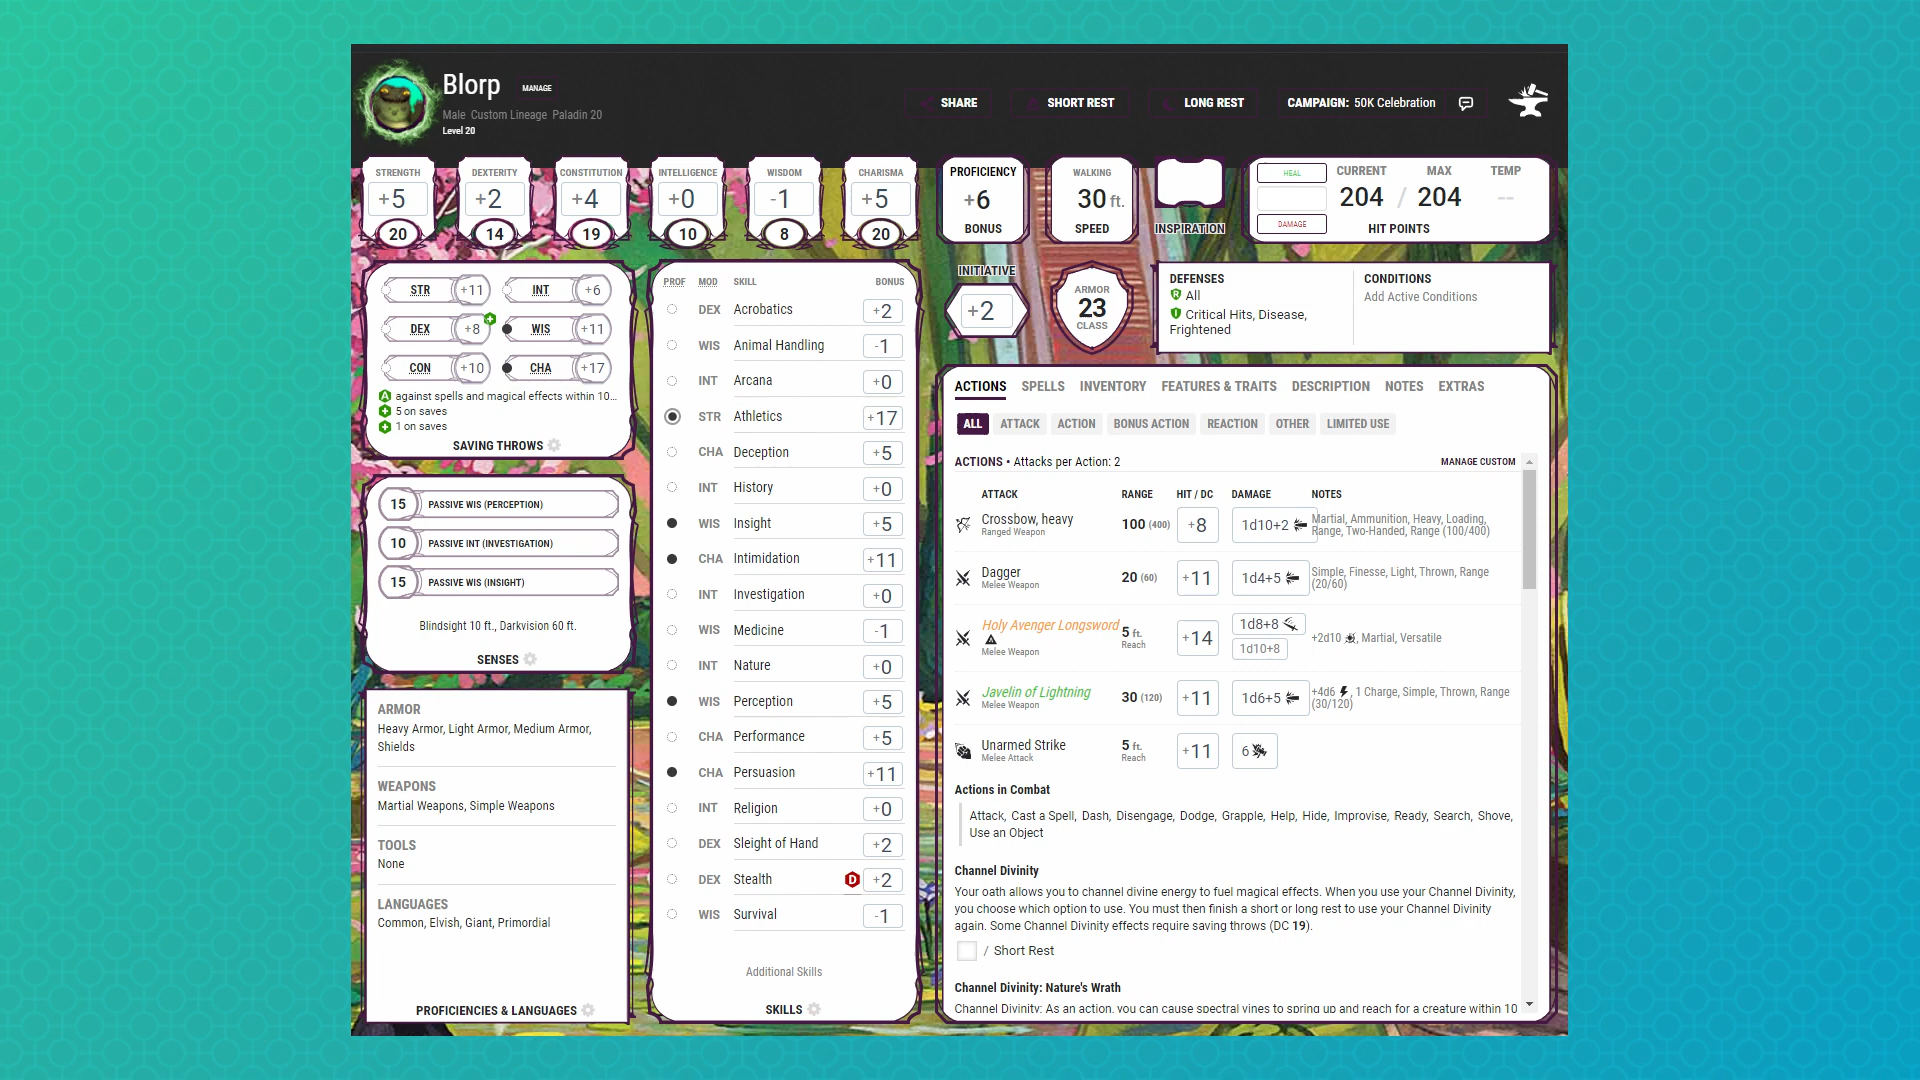 Blorp
MANAGE
Male Custom Lineage Paladin 20
Level 20
SHARE
SHORT REST
LONG REST
CAMPAIGN: 50K Celebration
STRENGTH
+5
20
DEXTERITY
+2
14
CONSTITUTION
+4
19
INTELLIGENCE
+0
10
WISDOM
-1
8
CHARISMA
+5
20
PROFICIENCY
+6
BONUS
WALKING
30 ft.
SPEED
INSPIRATION
HEAL
DAMAGE
CURRENT
MAX
TEMP
204 / 204 --
HIT POINTS
STR +11
INT +6
DEX +8
WIS +11
CON +10
CHA +17
A against spells and magical effects within 10...
5 on saves
1 on saves
SAVING THROWS
15 PASSIVE WIS (PERCEPTION)
10 PASSIVE INT (INVESTIGATION)
15 PASSIVE WIS (INSIGHT)
Blindsight 10 ft., Darkvision 60 ft.
SENSES
ARMOR
Heavy Armor, Light Armor, Medium Armor,
Shields
WEAPONS
Martial Weapons, Simple Weapons
TOOLS
None
LANGUAGES
Common, Elvish, Giant, Primordial
PROFICIENCIES & LANGUAGES
PROF MOD SKILL BONUS
DEX Acrobatics +2
WIS Animal Handling -1
INT Arcana +0
STR Athletics +17
CHA Deception +5
INT History +0
WIS Insight +5
CHA Intimidation +11
INT Investigation +0
WIS Medicine -1
INT Nature +0
WIS Perception +5
CHA Performance +5
CHA Persuasion +11
INT Religion +0
DEX Sleight of Hand +2
DEX Stealth D +2
WIS Survival -1
Additional Skills
SKILLS
INITIATIVE
+2
ARMOR
23
CLASS
DEFENSES
R All
I Critical Hits, Disease,
Frightened
CONDITIONS
Add Active Conditions
ACTIONS SPELLS INVENTORY FEATURES & TRAITS DESCRIPTION NOTES EXTRAS
ALL ATTACK ACTION BONUS ACTION REACTION OTHER LIMITED USE
ACTIONS • Attacks per Action: 2
MANAGE CUSTOM
ATTACK RANGE HIT / DC DAMAGE NOTES
Crossbow, heavy
Ranged Weapon
100 (400)
+8
1d10+2
Martial, Ammunition, Heavy, Loading,
Range, Two-Handed, Range (100/400)
Dagger
Melee Weapon
20 (60)
+11
1d4+5
Simple, Finesse, Light, Thrown, Range
(20/60)
Holy Avenger Longsword
Melee Weapon
5 ft.
Reach
+14
1d8+8
1d10+8
+2d10 , Martial, Versatile
Javelin of Lightning
Melee Weapon
30 (120)
+11
1d6+5
+4d6 , 1 Charge, Simple, Thrown, Range
(30/120)
Unarmed Strike
Melee Attack
5 ft.
Reach
+11
6
Actions in Combat
Attack, Cast a Spell, Dash, Disengage, Dodge, Grapple, Help, Hide, Improvise, Ready, Search, Shove,
Use an Object
Channel Divinity
Your oath allows you to channel divine energy to fuel magical effects. When you use your Channel Divinity,
you choose which option to use. You must then finish a short or long rest to use your Channel Divinity
again. Some Channel Divinity effects require saving throws (DC 19).
/ Short Rest
Channel Divinity: Nature's Wrath
Channel Divinity: As an action, you can cause spectral vines to spring up and reach for a creature within 10